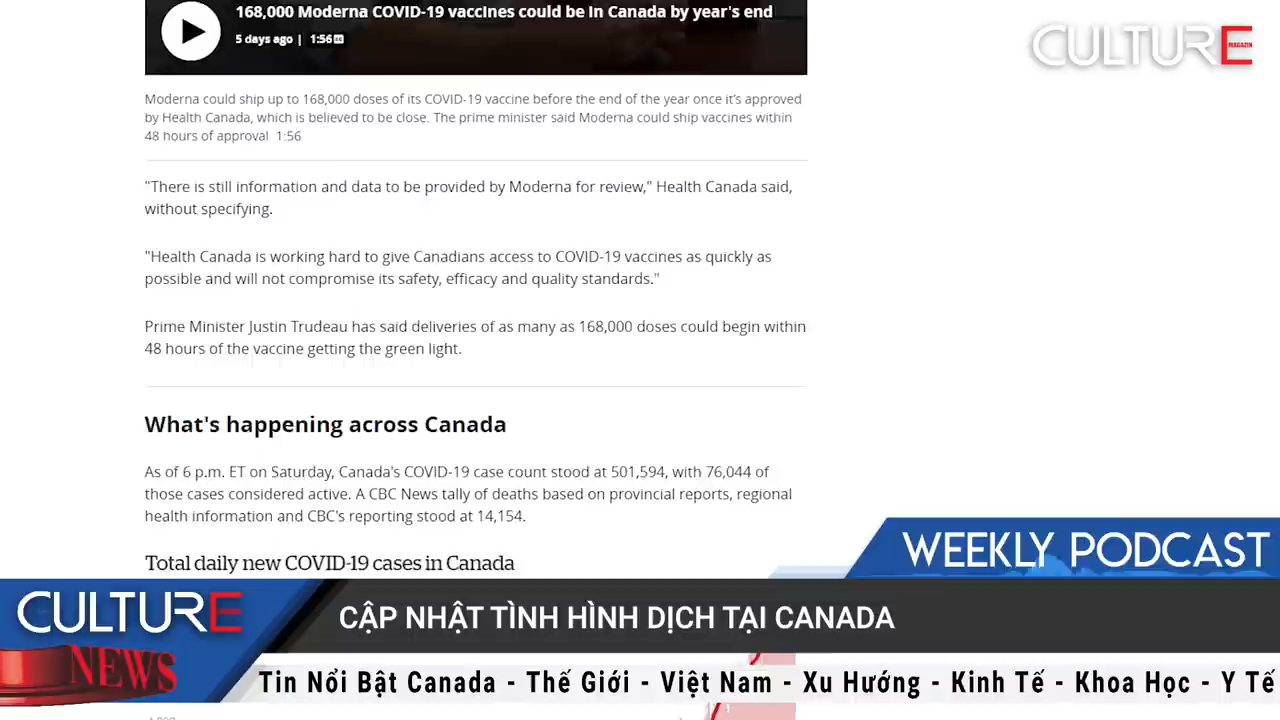 168,000 Moderna COVID-19 vaccines could be in Canada by year's end
5 days ago | 1:56
CULTURE
MAGAZIN
Moderna could ship up to 168,000 doses of its COVID-19 vaccine before the end of the year once it's approved
by Health Canada, which is believed to be close. The prime minister said Moderna could ship vaccines within
48 hours of approval 1:56
"There is still information and data to be provided by Moderna for review," Health Canada said,
without specifying.
"Health Canada is working hard to give Canadians access to COVID-19 vaccines as quickly as
possible and will not compromise its safety, efficacy and quality standards."
Prime Minister Justin Trudeau has said deliveries of as many as 168,000 doses could begin within
48 hours of the vaccine getting the green light.
What's happening across Canada
As of 6 p.m. ET on Saturday, Canada's COVID-19 case count stood at 501,594, with 76,044 of
those cases considered active. A CBC News tally of deaths based on provincial reports, regional
health information and CBC's reporting stood at 14,154.
Total daily new COVID-19 cases in Canada
WEEKLY PODCAST
CULTURE
NEWS
CẬP NHẬT TÌNH HÌNH DỊCH TẠI CANADA
Tin Nổi Bật Canada - Thế Giới - Việt Nam - Xu Hướng - Kinh Tế - Khoa Học - Y Tế